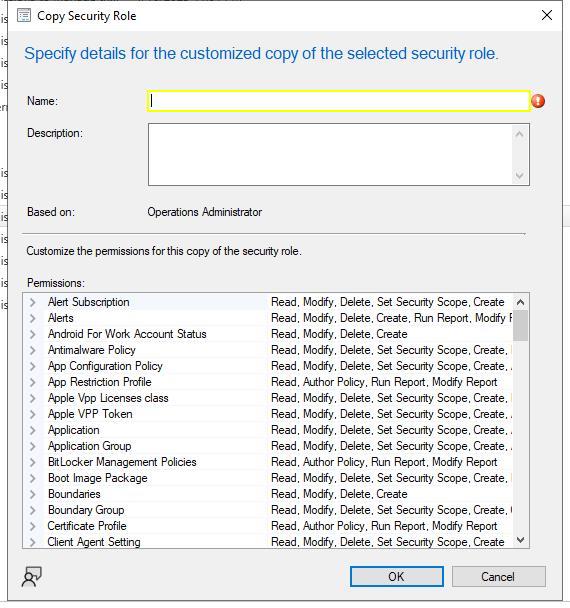 Copy Security Role
Specify details for the customized copy of the selected security role.
Name:
Description:
Based on: Operations Administrator
Customize the permissions for this copy of the security role.
Permissions:
Alert Subscription Read, Modify, Delete, Set Security Scope, Create
Alerts Read, Modify, Delete, Create, Run Report, Modify
Android For Work Account Status Read, Modify, Delete, Create
Antimalware Policy Read, Modify, Delete, Set Security Scope, Create,
App Configuration Policy Read, Modify, Delete, Set Security Scope, Create,
App Restriction Profile Read, Author Policy, Run Report, Modify Report
Apple Vpp Licenses class Read, Modify, Delete, Set Security Scope, Create,
Apple VPP Token Read, Modify, Delete, Set Security Scope, Create,
Application Read, Modify, Delete, Set Security Scope, Create,
Application Group Read, Modify, Delete, Set Security Scope, Create,
BitLocker Management Policies Read, Author Policy, Run Report, Modify Report
Boot Image Package Read, Modify, Delete, Set Security Scope, Create,
Boundaries Read, Modify, Delete, Create
Boundary Group Read, Modify, Delete, Set Security Scope, Create,
Certificate Profile Read, Author Policy, Run Report, Modify Report
Client Agent Setting Read, Modify, Delete, Set Security Scope, Create
OK Cancel